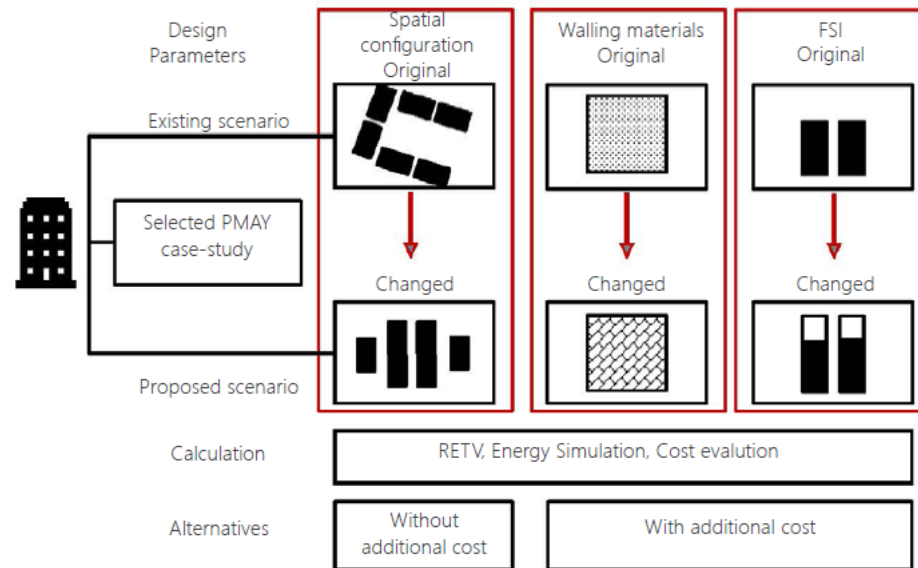 Design
Parameters
Spatial
configuration
Original
Walling materials
Original
FSI
Original
Existing scenario
Selected PMAY
case-study
Changed
Changed
Changed
Proposed scenario
Calculation
RETV, Energy Simulation, Cost evalution
Alternatives
Without
additional cost
With additional cost